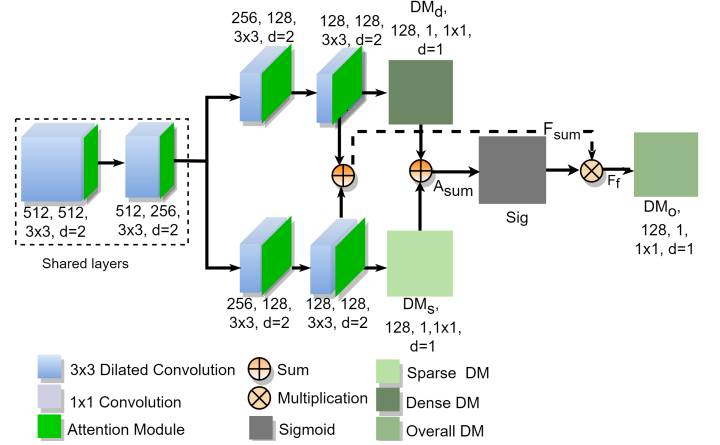 256, 128,
3x3, d=2
128, 128,
3x3, d=2
DMd,
128, 1, 1x1,
d=1
512, 512,
3x3, d=2
512, 256,
3x3, d=2
Shared layers
Fsum
Asum
Sig
Ff
DMo,
128, 1,
1x1, d=1
256, 128,
3x3, d=2
128, 128,
3x3, d=2
DMs,
128, 1,1x1,
d=1
3x3 Dilated Convolution
1x1 Convolution
Attention Module
Sum
Multiplication
Sigmoid
Sparse DM
Dense DM
Overall DM